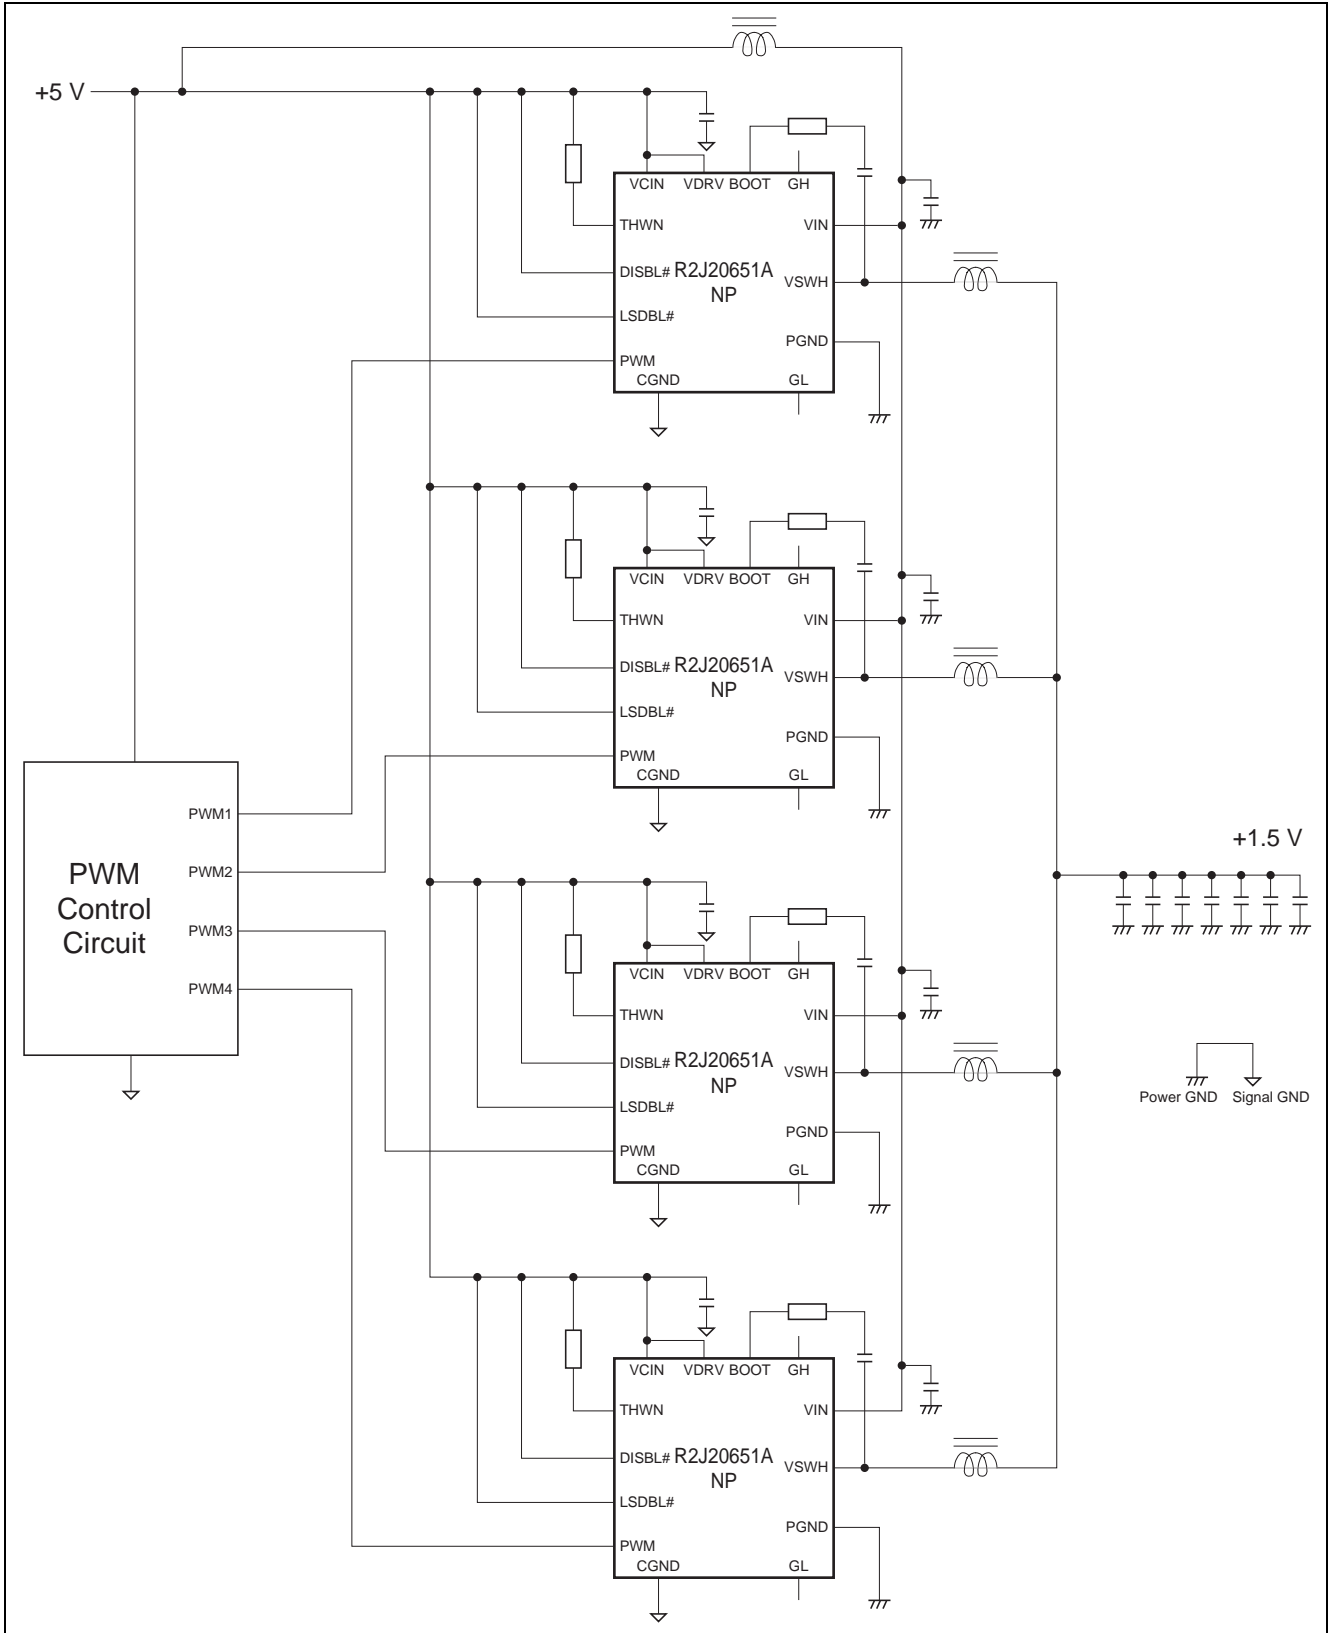 +5 V
VCIN VDRV BOOT GH
THWN VIN
DISBL# R2J20651A
NP VSWH
LSDBL#
PGND
PWM
CGND GL
VCIN VDRV BOOT GH
THWN VIN
DISBL# R2J20651A
NP VSWH
LSDBL#
PGND
PWM
CGND GL
PWM1
PWM
Control
Circuit
PWM2
PWM3
PWM4
+1.5 V
VCIN VDRV BOOT GH
THWN VIN
DISBL# R2J20651A
NP VSWH
LSDBL#
PGND
PWM
CGND GL
Power GND Signal GND
VCIN VDRV BOOT GH
THWN VIN
DISBL# R2J20651A
NP VSWH
LSDBL#
PGND
PWM
CGND GL